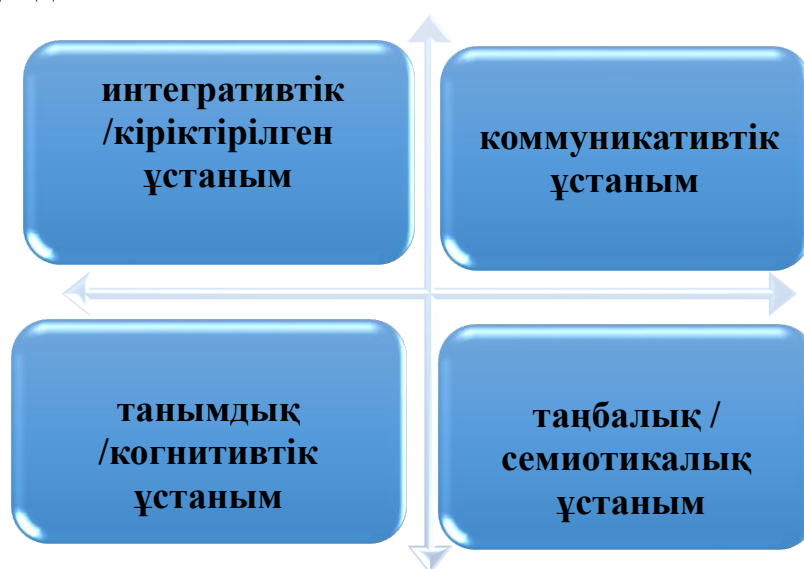 интегративтік
/кіріктірілген
ұстаным
коммуникативтік
ұстаным
танымдық
/когнитивтік
ұстаным
таңбалық /
семиотикалық
ұстаным